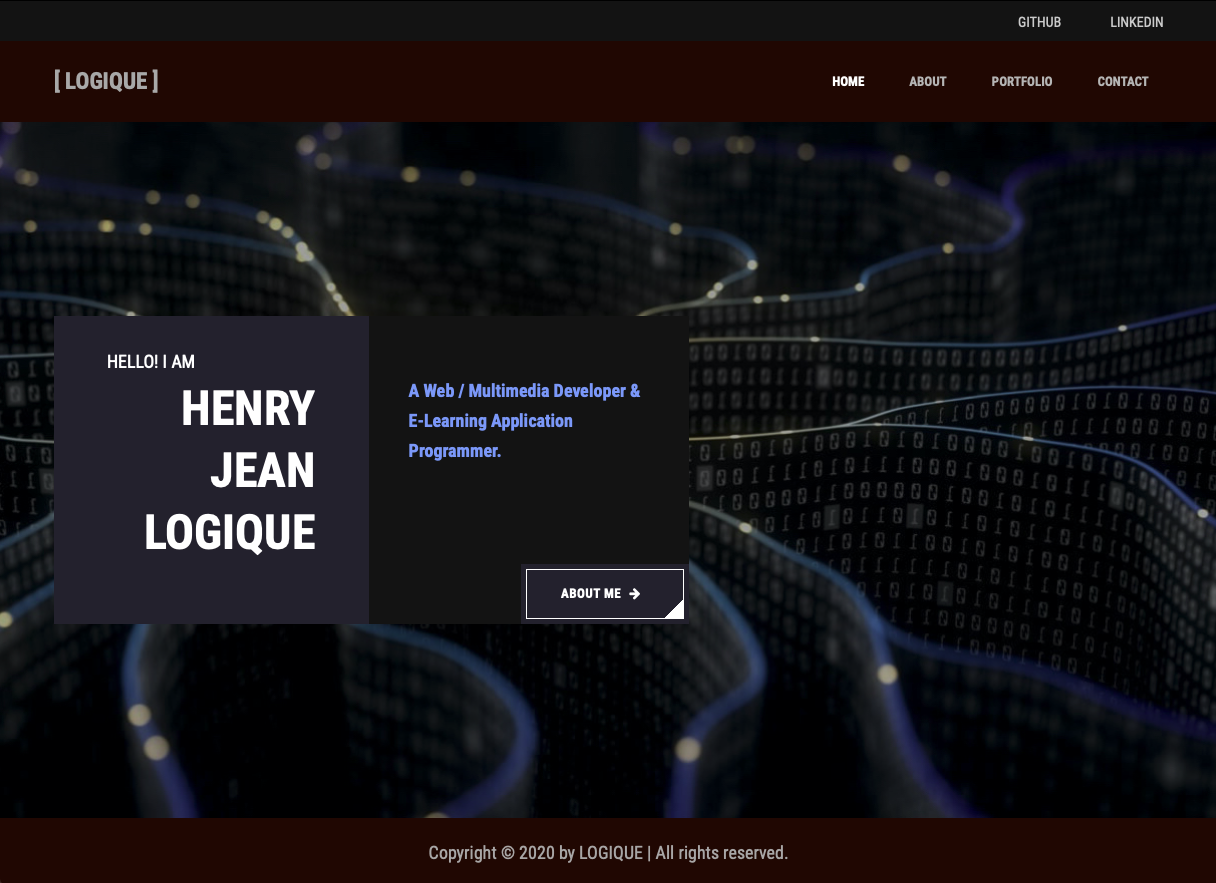 GITHUB LINKEDIN
[ LOGIQUE ] HOME ABOUT PORTFOLIO CONTACT
HELLO! I AM
HENRY
JEAN
LOGIQUE
A Web / Multimedia Developer &
E-Learning Application
Programmer.
ABOUT ME
Copyright © 2020 by LOGIQUE | All rights reserved.